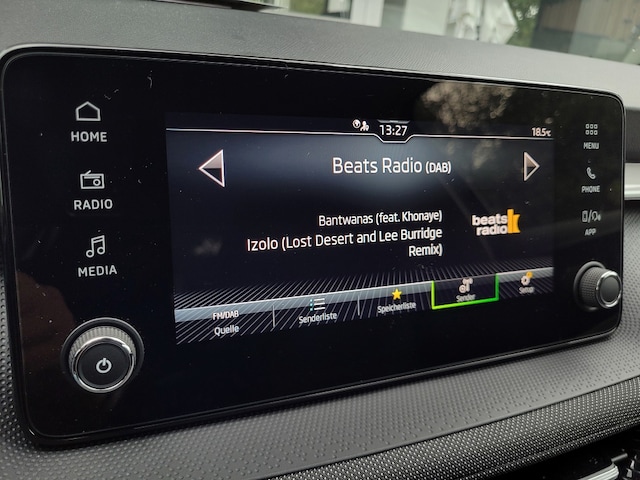 HOME
RADIO
MEDIA
13:27
18.5°C
Beats Radio (DAB)
Bantwanas (feat. Khonaye)
Izolo (Lost Desert and Lee Burridge
Remix)
beats
radio
FM/DAB
Quelle
Senderliste
Speicherliste
Sender
Setup
MENU
PHONE
APP